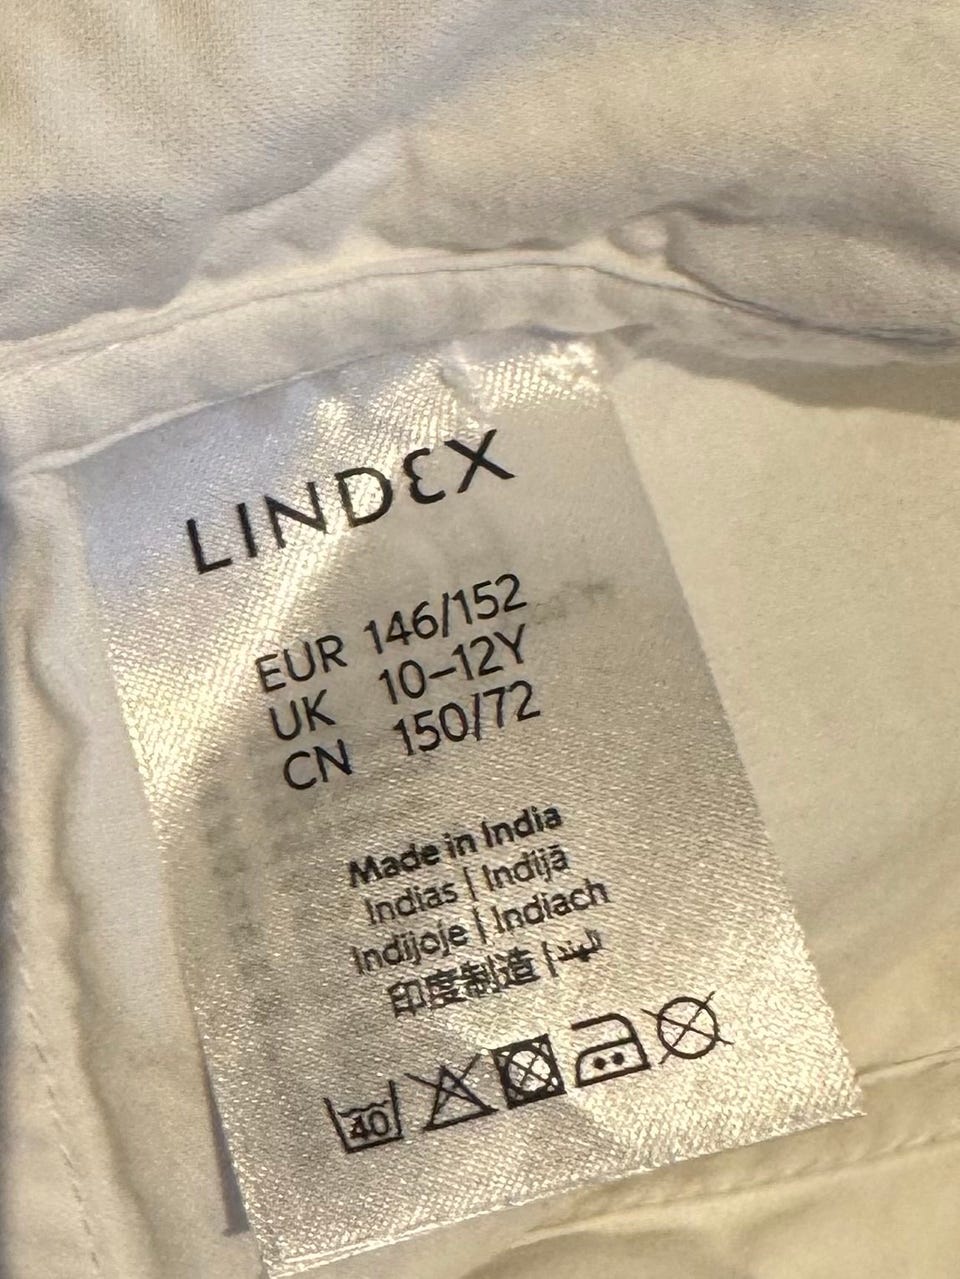 LINDEX
EUR 146/152
UK 10–12Y
CN 150/72
Made in India
Indias | Indijā
Indijoje | Indiach
印度制造 | الهند
40